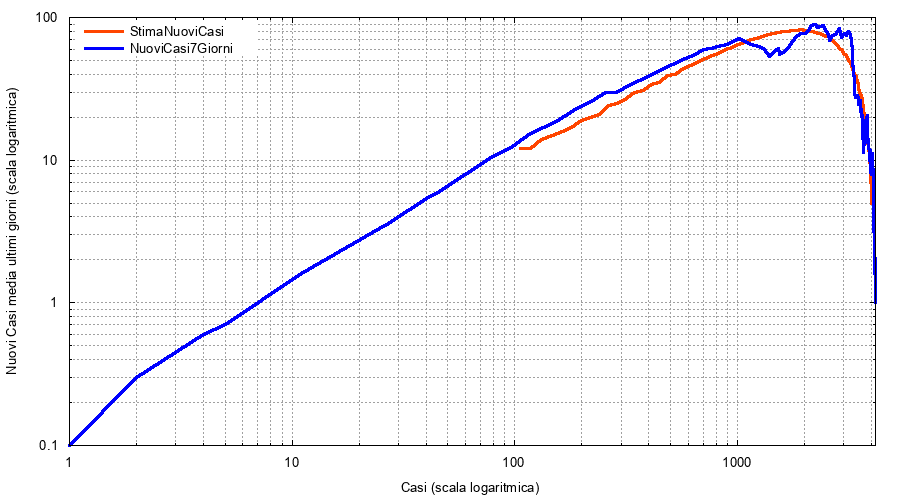 100
StimaNuoviCasi
NuoviCasi7Giorni
Nuovi Casi media ultimi giorni (scala logaritmica)
10
1
0.1
1
10
100
1000
Casi (scala logaritmica)